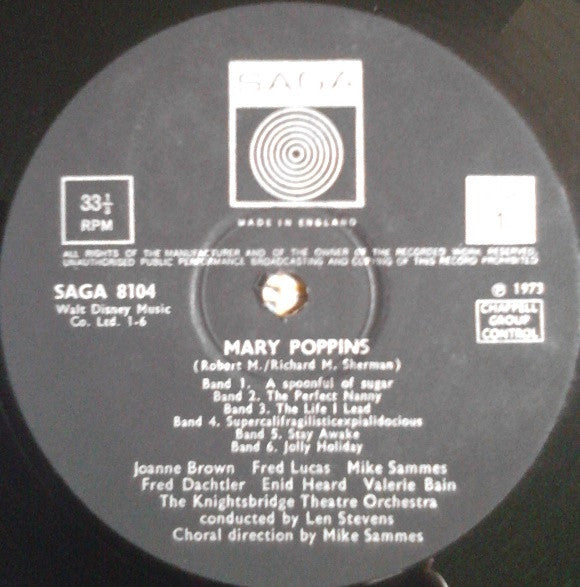 SAGA
33 1/3
RPM
1
MADE IN ENGLAND
ALL RIGHTS OF THE MANUFACTURER AND OF THE OWNER OF THE RECORDED WORK RESERVED
UNAUTHORISED PUBLIC PERFORMANCE BROADCASTING AND COPYING OF THIS RECORD PROHIBITED
SAGA 8104
Walt Disney Music
Co. Ltd. 1-6
℗ 1973
CHAPPELL
GROUP
CONTROL
MARY POPPINS
(Robert M./Richard M. Sherman)
Band 1. A spoonful of sugar
Band 2. The Perfect Nanny
Band 3. The Life I Lead
Band 4. Supercalifragilisticexpialidocious
Band 5. Stay Awake
Band 6. Jolly Holiday
Joanne Brown Fred Lucas Mike Sammes
Fred Dachtler Enid Heard Valerie Bain
The Knightsbridge Theatre Orchestra
conducted by Len Stevens
Choral direction by Mike Sammes